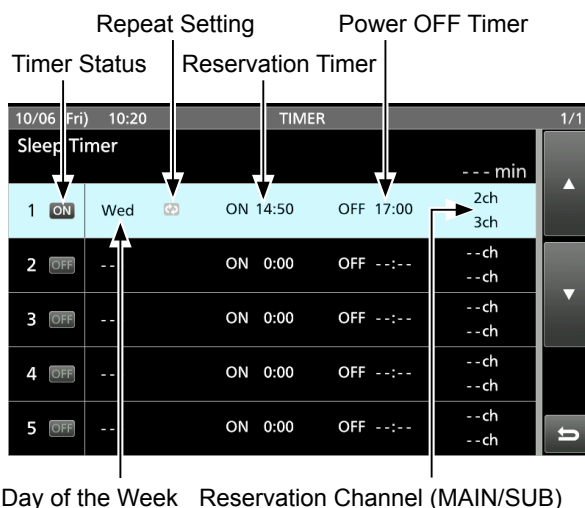 Repeat Setting Power OFF Timer
Timer Status Reservation Timer
10/06 (Fri) 10:20 TIMER 1/1
Sleep Timer
- - - min
1 ON Wed ON 14:50 OFF 17:00 2ch
3ch
2 OFF -- ON 0:00 OFF --:-- --ch
--ch
3 OFF -- ON 0:00 OFF --:-- --ch
--ch
4 OFF -- ON 0:00 OFF --:-- --ch
--ch
5 OFF -- ON 0:00 OFF --:-- --ch
--ch
Day of the Week Reservation Channel (MAIN/SUB)